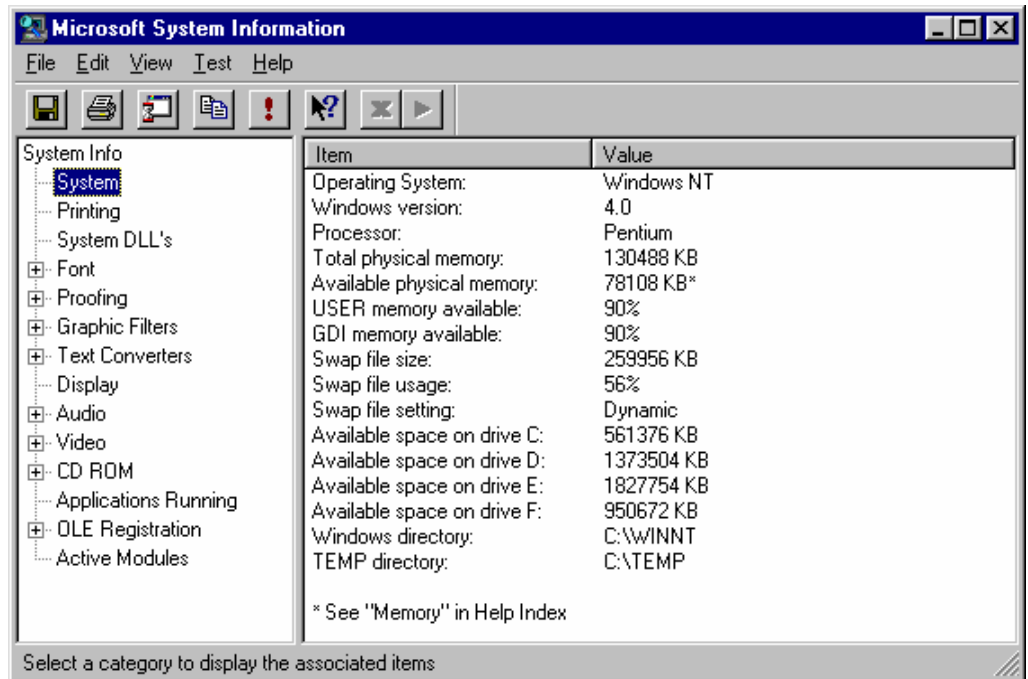 Microsoft System Information
File Edit View Test Help
System Info
System
Printing
System DLL's
Font
Proofing
Graphic Filters
Text Converters
Display
Audio
Video
CD ROM
Applications Running
OLE Registration
Active Modules
Item Value
Operating System: Windows NT
Windows version: 4.0
Processor: Pentium
Total physical memory: 130488 KB
Available physical memory: 78108 KB*
USER memory available: 90%
GDI memory available: 90%
Swap file size: 259956 KB
Swap file usage: 56%
Swap file setting: Dynamic
Available space on drive C: 561376 KB
Available space on drive D: 1373504 KB
Available space on drive E: 1827754 KB
Available space on drive F: 950672 KB
Windows directory: C:\WINNT
TEMP directory: C:\TEMP
* See "Memory" in Help Index
Select a category to display the associated items